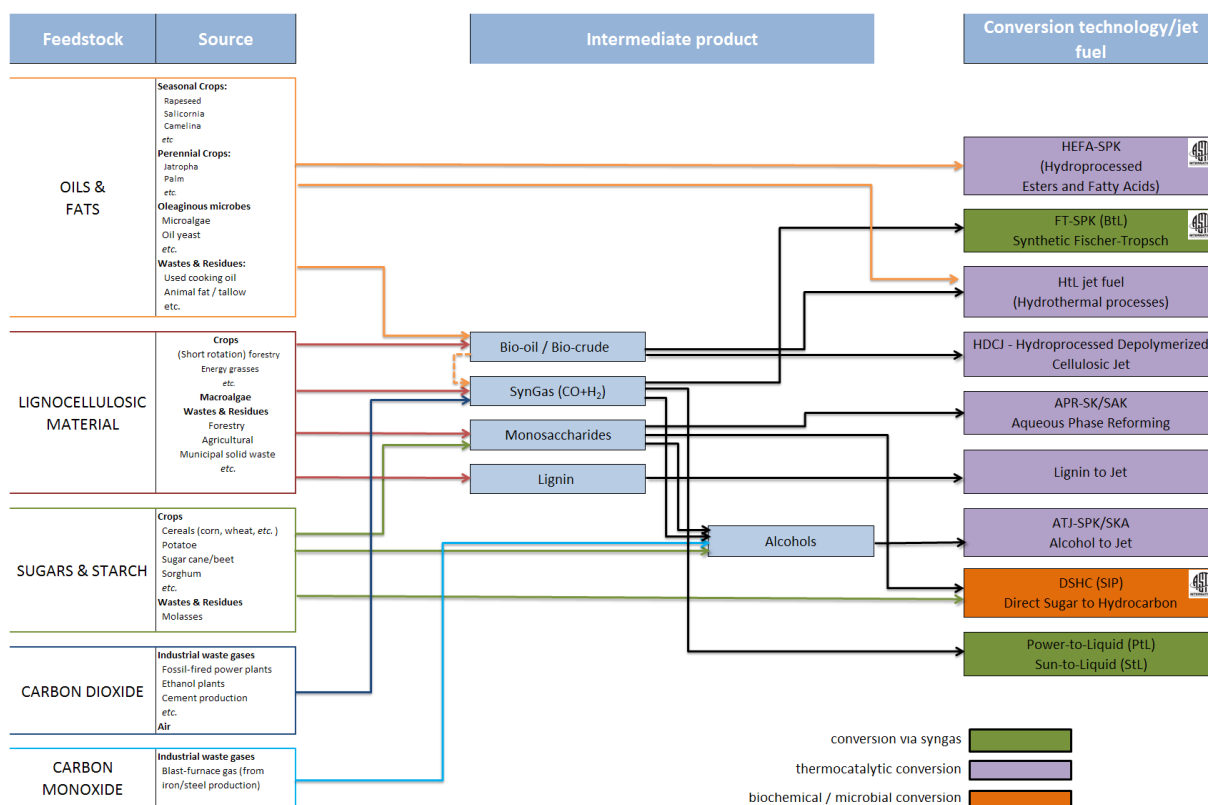 Feedstock
Source
Intermediate product
Conversion technology/jet
fuel
OILS &
FATS
Seasonal Crops:
Rapeseed
Salicornia
Camelina
etc
Perennial Crops:
Jatropha
Palm
etc.
Oleaginous microbes
Microalgae
Oil yeast
etc.
Wastes & Residues:
Used cooking oil
Animal fat / tallow
etc.
LIGNOCELLULOSIC
MATERIAL
Crops
(Short rotation) forestry
Energy grasses
etc.
Macroalgae
Wastes & Residues
Forestry
Agricultural
Municipal solid waste
etc.
SUGARS & STARCH
Crops
Cereals (corn, wheat, etc. )
Potatoe
Sugar cane/beet
Sorghum
etc.
Wastes & Residues
Molasses
CARBON DIOXIDE
Industrial waste gases
Fossil-fired power plants
Ethanol plants
Cement production
etc.
Air
CARBON
MONOXIDE
Industrial waste gases
Blast-furnace gas (from
iron/steel production)
Bio-oil / Bio-crude
SynGas (CO+H₂)
Monosaccharides
Lignin
Alcohols
HEFA-SPK
(Hydroprocessed
Esters and Fatty Acids)
FT-SPK (BtL)
Synthetic Fischer-Tropsch
HtL jet fuel
(Hydrothermal processes)
HDCJ - Hydroprocessed Depolymerized
Cellulosic Jet
APR-SK/SAK
Aqueous Phase Reforming
Lignin to Jet
ATJ-SPK/SKA
Alcohol to Jet
DSHC (SIP)
Direct Sugar to Hydrocarbon
Power-to-Liquid (PtL)
Sun-to-Liquid (StL)
conversion via syngas
thermocatalytic conversion
biochemical / microbial conversion